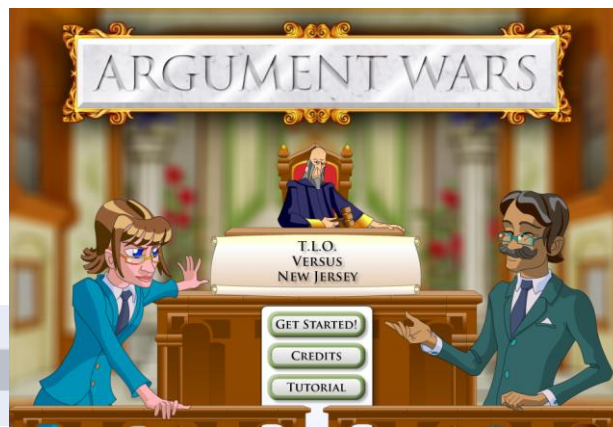 ARGUMENT WARS
T.L.O.
VERSUS
NEW JERSEY
GET STARTED!
CREDITS
TUTORIAL